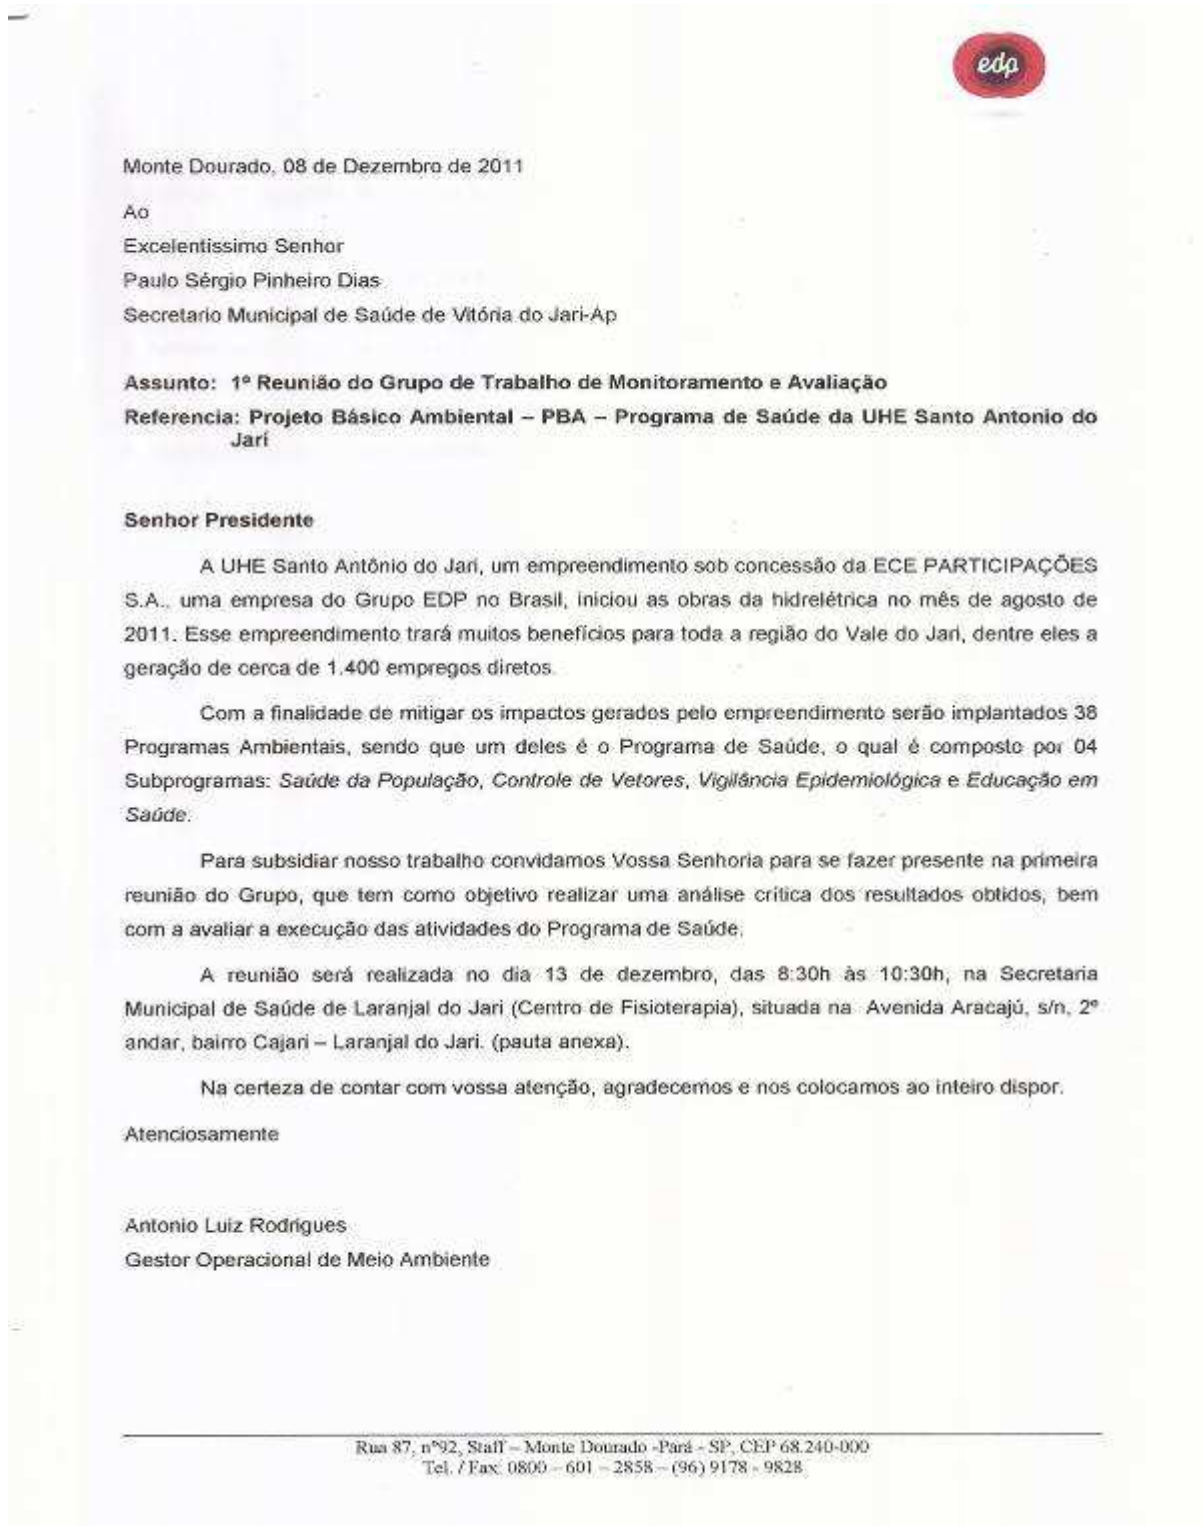 edp
Monte Dourado, 08 de Dezembro de 2011
Ao
Excelentissimo Senhor
Paulo Sérgio Pinheiro Dias
Secretario Municipal de Saúde de Vitória do Jari-Ap
Assunto: 1º Reunião do Grupo de Trabalho de Monitoramento e Avaliação
Referencia: Projeto Básico Ambiental – PBA – Programa de Saúde da UHE Santo Antonio do
Jari
Senhor Presidente
A UHE Santo Antônio do Jari, um empreendimento sob concessão da ECE PARTICIPAÇÕES
S.A., uma empresa do Grupo EDP no Brasil, iniciou as obras da hidrelétrica no mês de agosto de
2011. Esse empreendimento trará muitos benefícios para toda a região do Vale do Jari, dentre eles a
geração de cerca de 1.400 empregos diretos.
Com a finalidade de mitigar os impactos gerados pelo empreendimento serão implantados 38
Programas Ambientais, sendo que um deles é o Programa de Saúde, o qual é composto por 04
Subprogramas: Saúde da População, Controle de Vetores, Vigilância Epidemiológica e Educação em
Saúde.
Para subsidiar nosso trabalho convidamos Vossa Senhoria para se fazer presente na primeira
reunião do Grupo, que tem como objetivo realizar uma análise crítica dos resultados obtidos, bem
com a avaliar a execução das atividades do Programa de Saúde.
A reunião será realizada no dia 13 de dezembro, das 8:30h às 10:30h, na Secretaria
Municipal de Saúde de Laranjal do Jari (Centro de Fisioterapia), situada na Avenida Aracajú, s/n, 2º
andar, bairro Cajari – Laranjal do Jari. (pauta anexa).
Na certeza de contar com vossa atenção, agradecemos e nos colocamos ao inteiro dispor.
Atenciosamente
Antonio Luiz Rodrigues
Gestor Operacional de Meio Ambiente
Rua 87, nº92, Staff – Monte Dourado -Pará - SP, CEP 68.240-000
Tel. / Fax: 0800 – 601 – 2858 – (96) 9178 - 9828